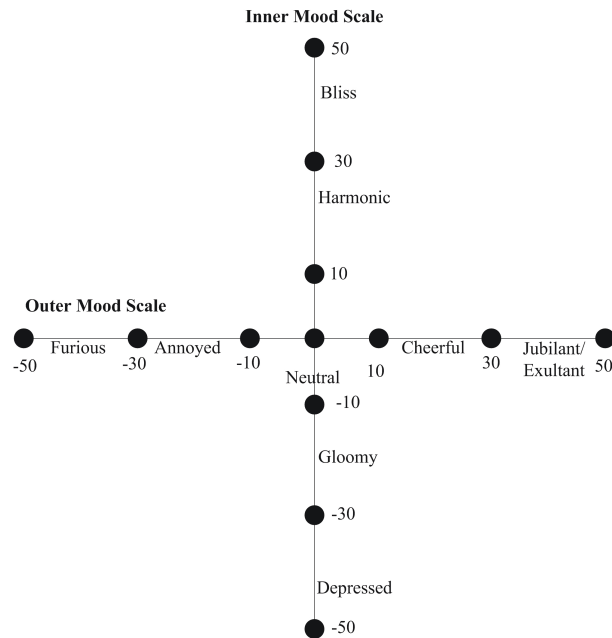 Inner Mood Scale
50
Bliss
30
Harmonic
10
Outer Mood Scale
Furious Annoyed Cheerful Jubilant/
-50 -30 -10 10 30 Exultant 50
Neutral
-10
Gloomy
-30
Depressed
-50